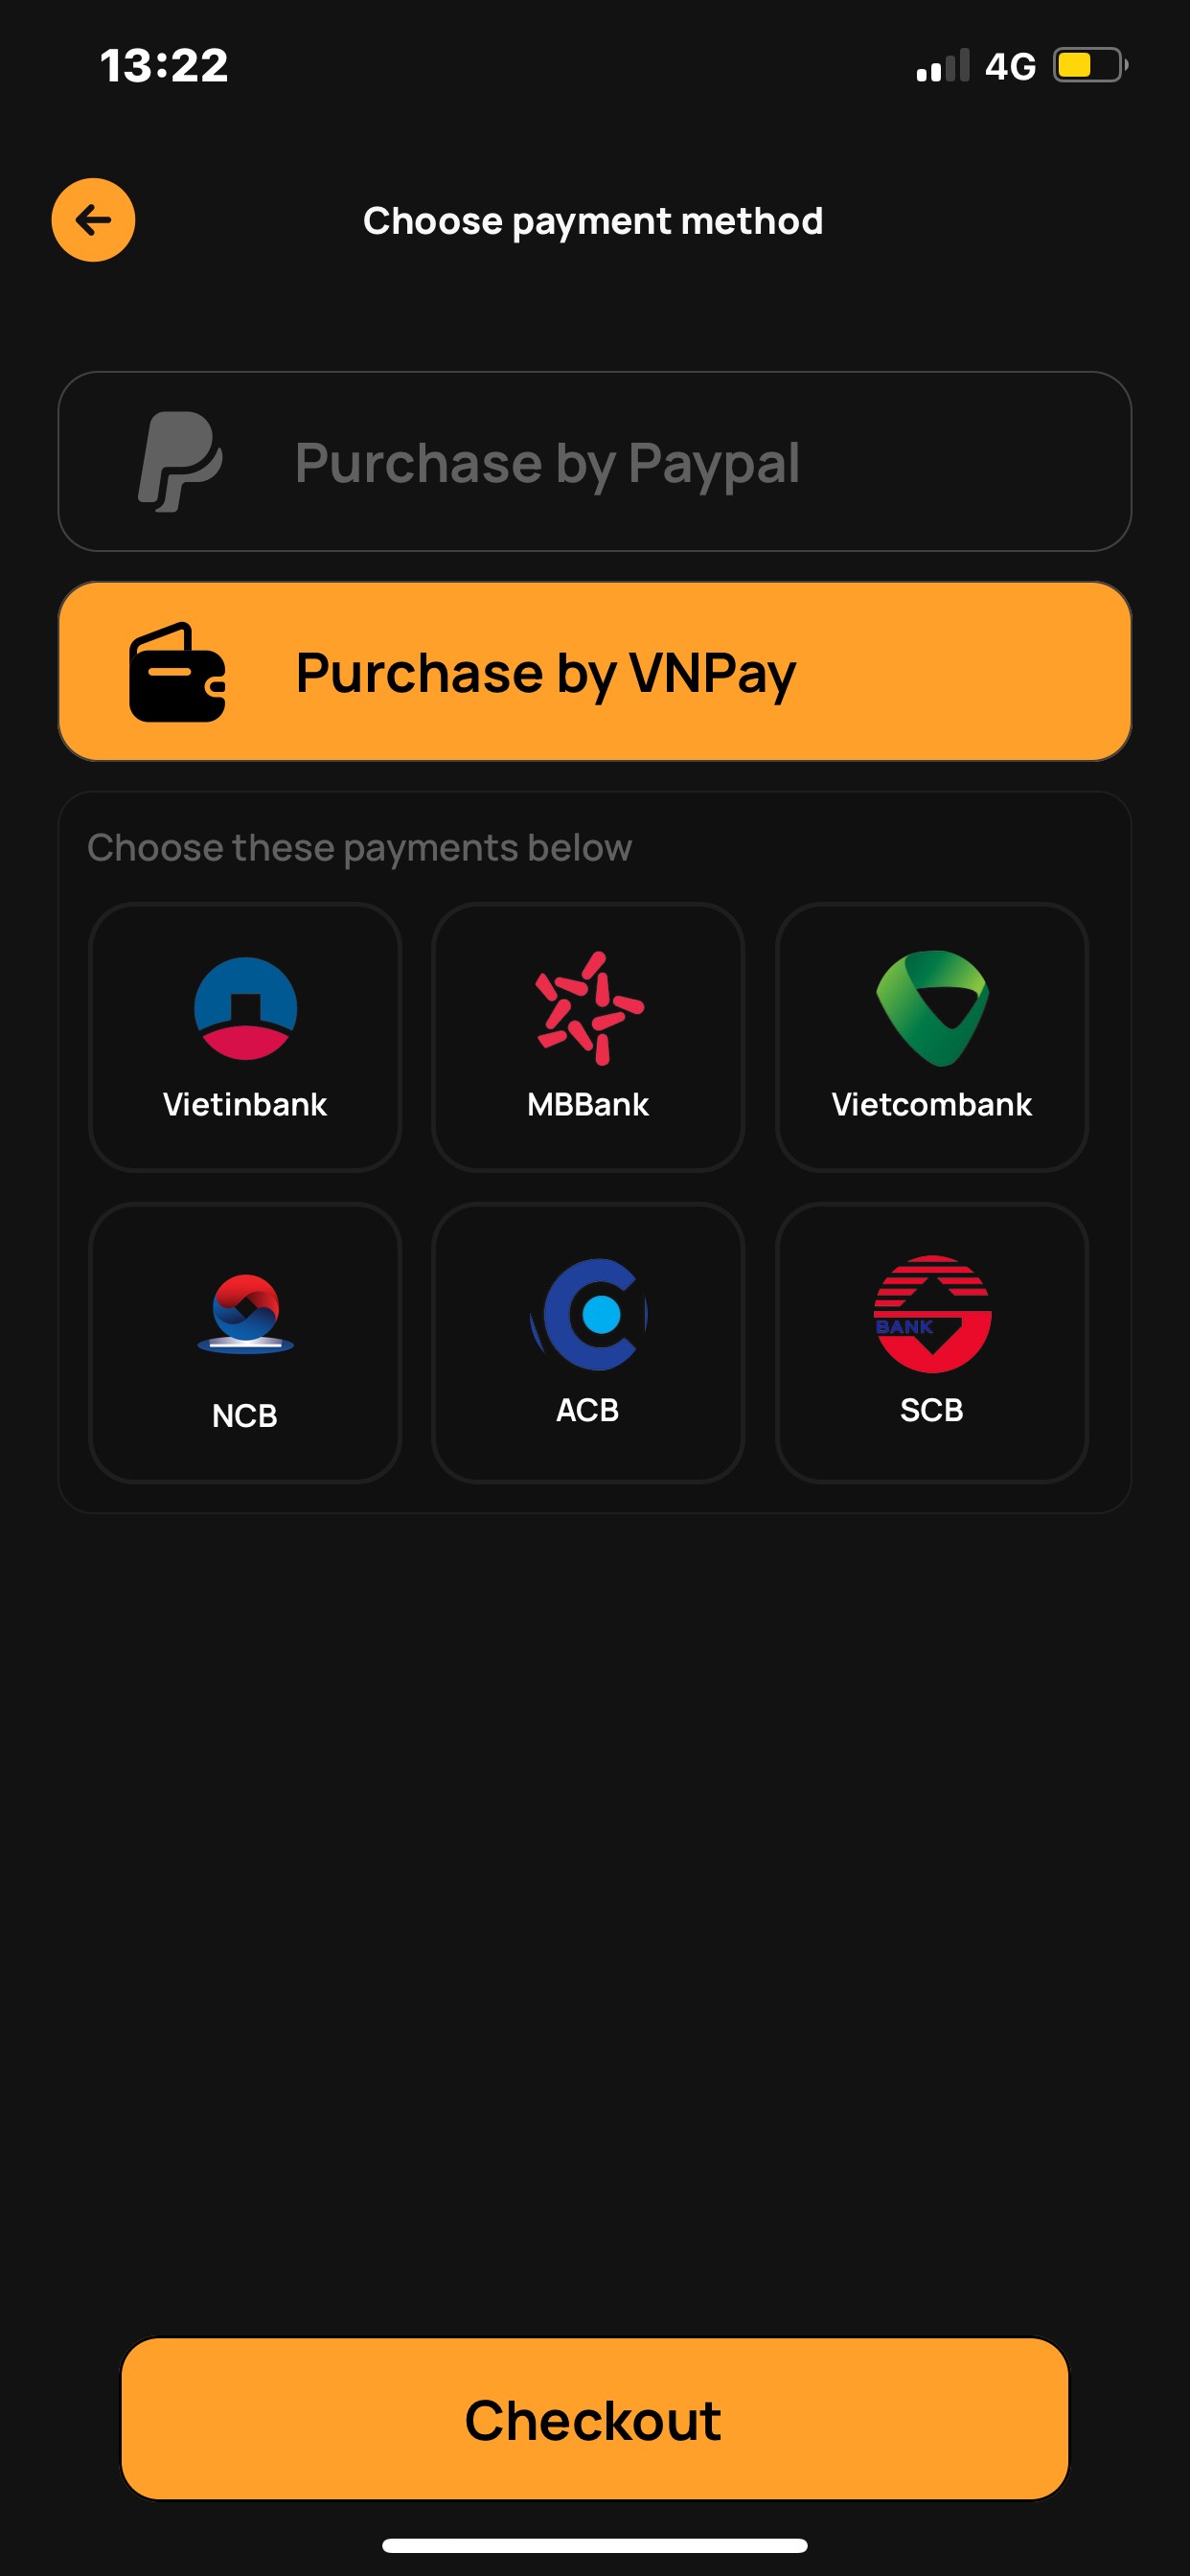 13:22 4G
Choose payment method
Purchase by Paypal
Purchase by VNPay
Choose these payments below
Vietinbank MBBank Vietcombank
BANK
NCB ACB SCB
Checkout